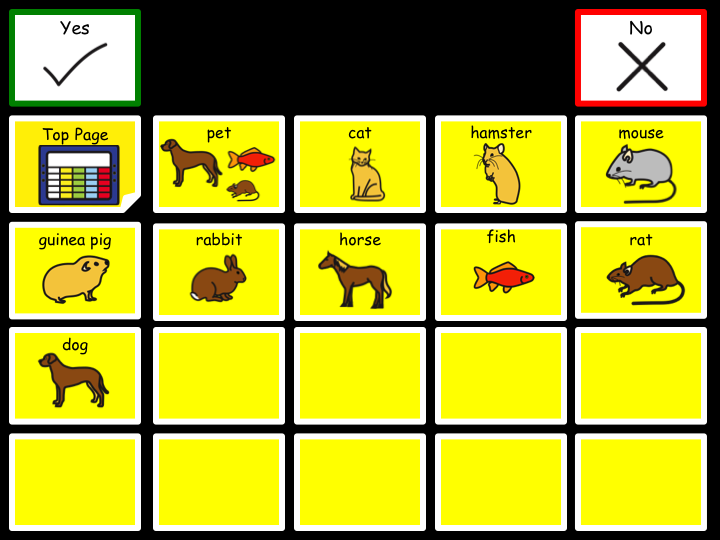 Yes
No
Top Page
pet
cat
hamster
mouse
guinea pig
rabbit
horse
fish
rat
dog